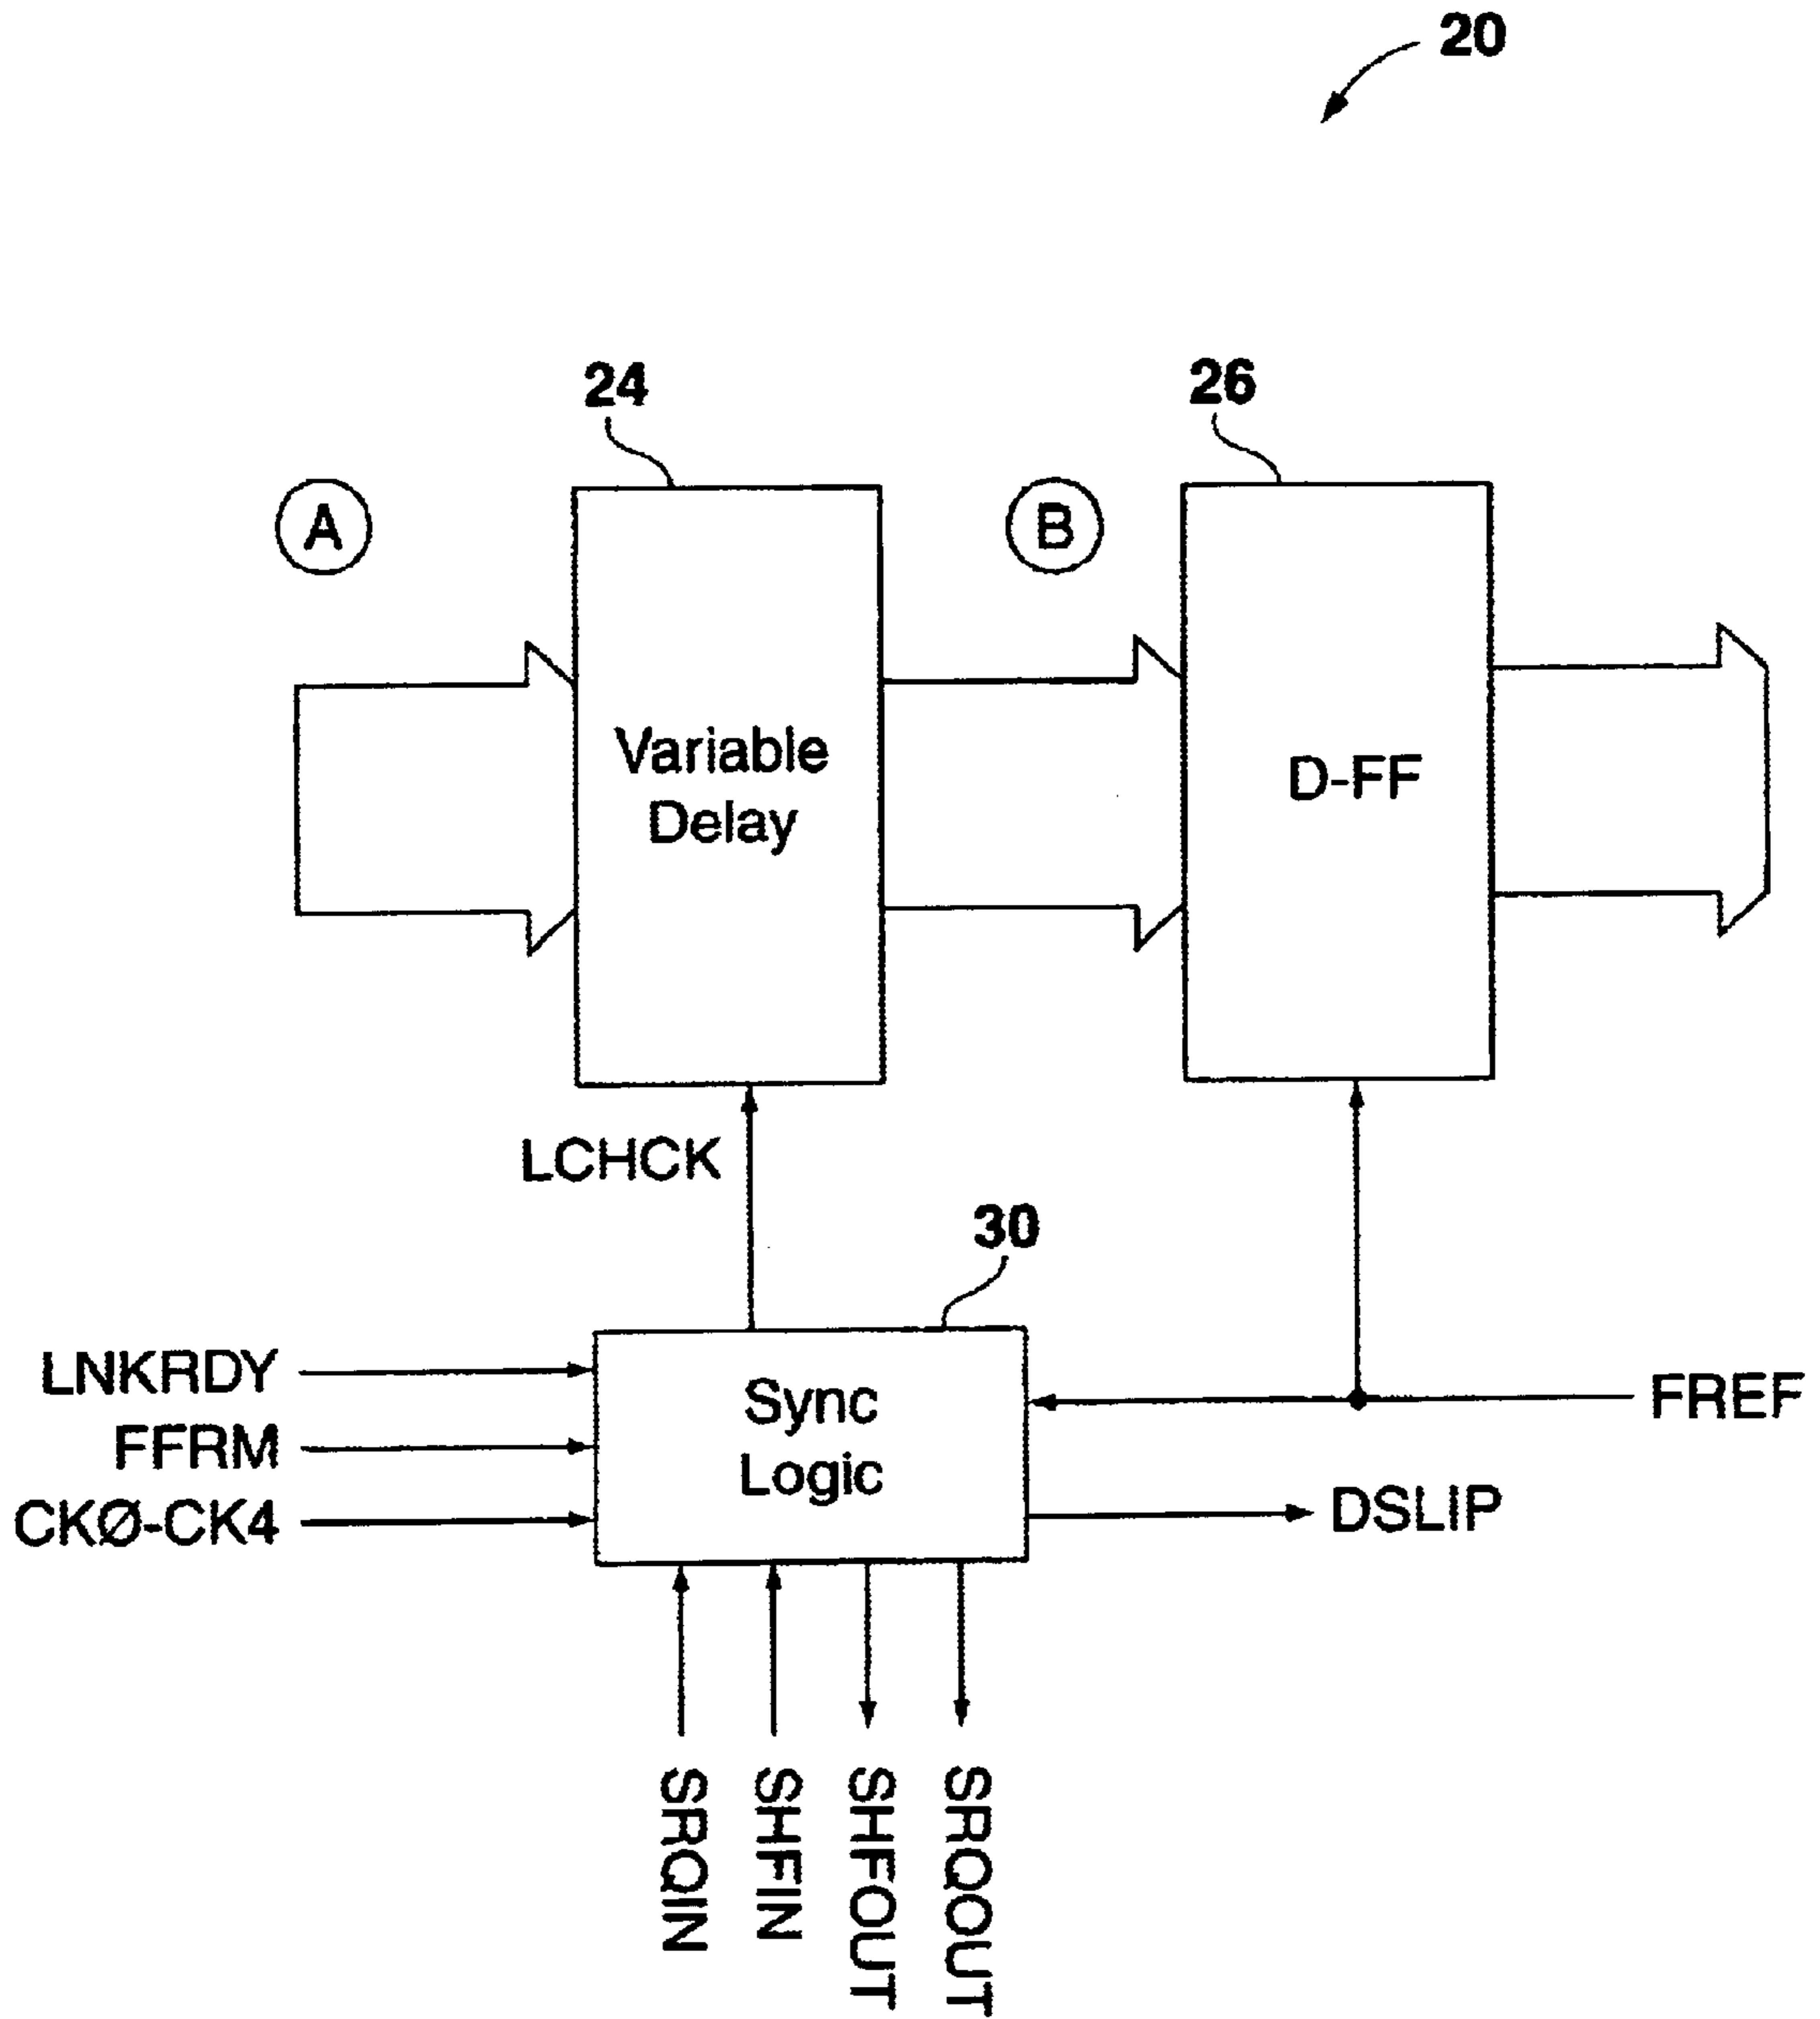 20
24
26
A
B
Variable
Delay
D-FF
LCHCK
30
LNKRDY
FFRM
CKØ-CK4
Sync
Logic
FREF
DSLIP
SRQIN
SHFIN
SHFOUT
SRQOUT